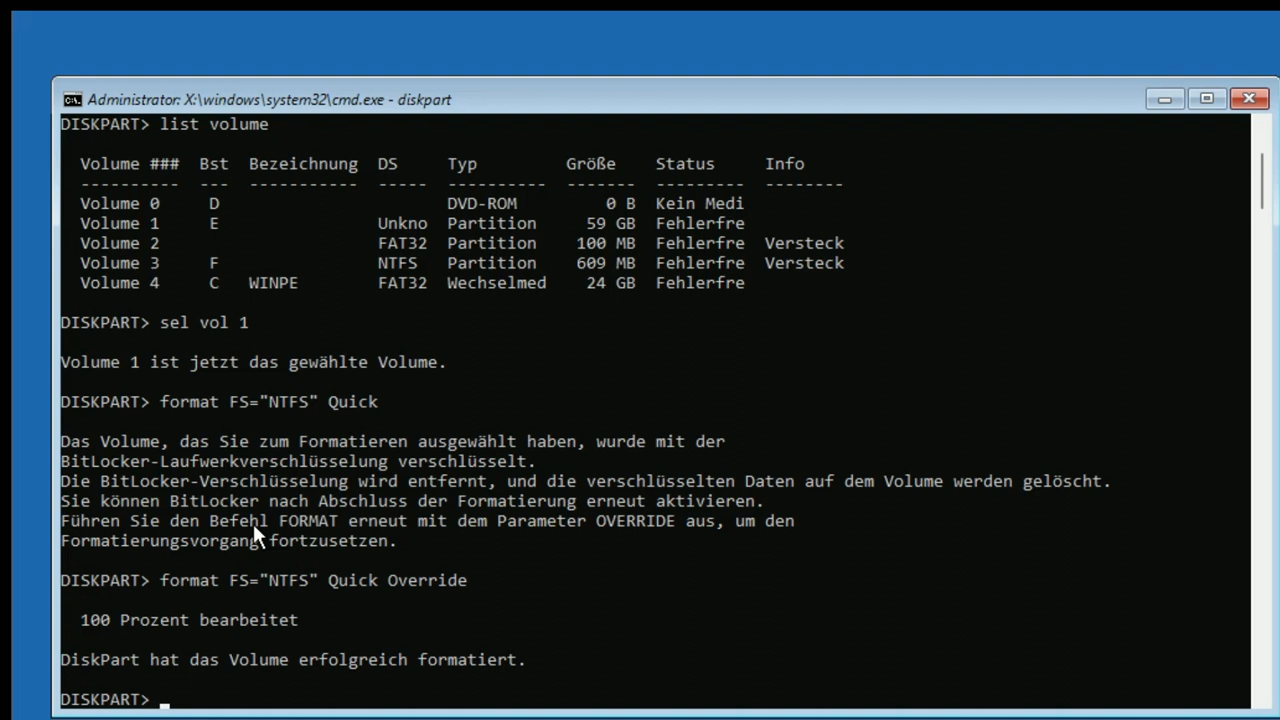 Administrator: X:\windows\system32\cmd.exe - diskpart
DISKPART> list volume
Volume ### Bst Bezeichnung DS Typ Größe Status Info
---------- --- ----------- ----- ---------- ------- --------- --------
Volume 0 D DVD-ROM 0 B Kein Medi
Volume 1 E Unkno Partition 59 GB Fehlerfre
Volume 2 FAT32 Partition 100 MB Fehlerfre Versteck
Volume 3 F NTFS Partition 609 MB Fehlerfre Versteck
Volume 4 C WINPE FAT32 Wechselmed 24 GB Fehlerfre
DISKPART> sel vol 1
Volume 1 ist jetzt das gewählte Volume.
DISKPART> format FS="NTFS" Quick
Das Volume, das Sie zum Formatieren ausgewählt haben, wurde mit der
BitLocker-Laufwerkverschlüsselung verschlüsselt.
Die BitLocker-Verschlüsselung wird entfernt, und die verschlüsselten Daten auf dem Volume werden gelöscht.
Sie können BitLocker nach Abschluss der Formatierung erneut aktivieren.
Führen Sie den Befehl FORMAT erneut mit dem Parameter OVERRIDE aus, um den
Formatierungsvorgang fortzusetzen.
DISKPART> format FS="NTFS" Quick Override
100 Prozent bearbeitet
DiskPart hat das Volume erfolgreich formatiert.
DISKPART>